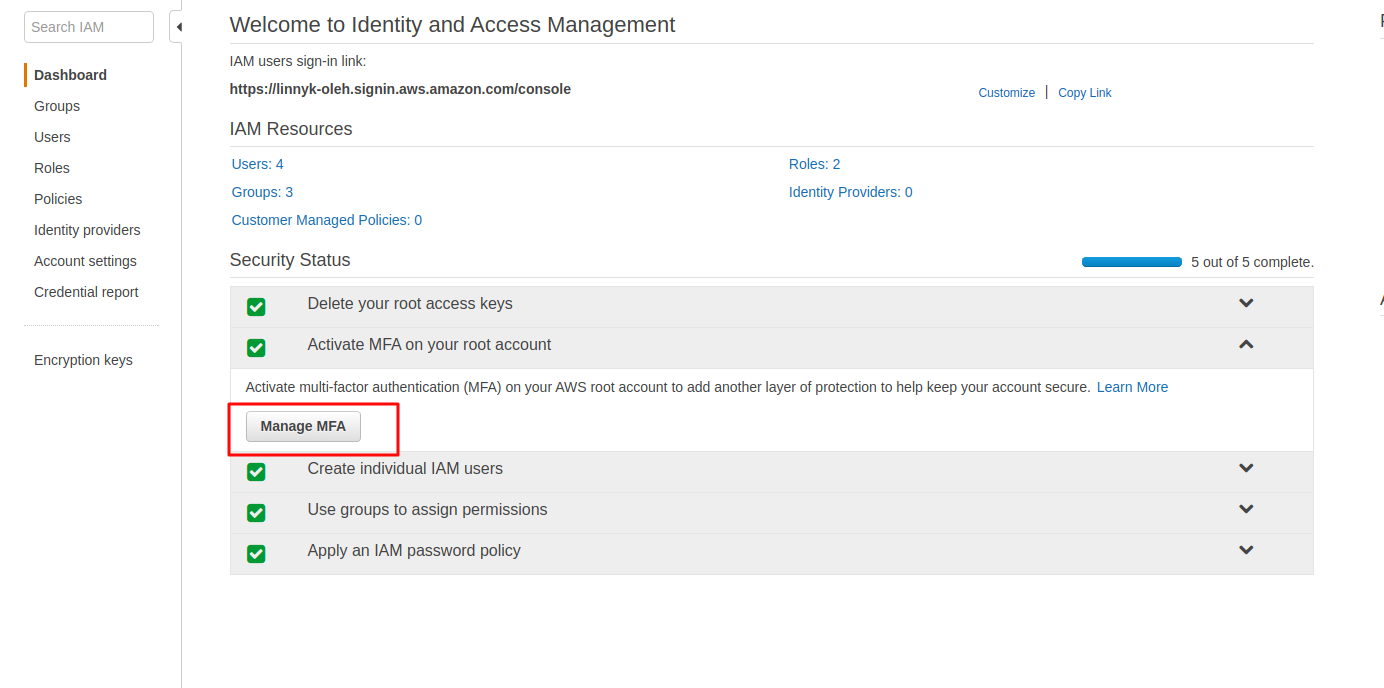 Search IAM
Dashboard
Groups
Users
Roles
Policies
Identity providers
Account settings
Credential report
Encryption keys
Welcome to Identity and Access Management
IAM users sign-in link:
https://linnyk-oleh.signin.aws.amazon.com/console
Customize | Copy Link
IAM Resources
Users: 4
Roles: 2
Groups: 3
Identity Providers: 0
Customer Managed Policies: 0
Security Status
5 out of 5 complete.
Delete your root access keys
Activate MFA on your root account
Activate multi-factor authentication (MFA) on your AWS root account to add another layer of protection to help keep your account secure. Learn More
Manage MFA
Create individual IAM users
Use groups to assign permissions
Apply an IAM password policy